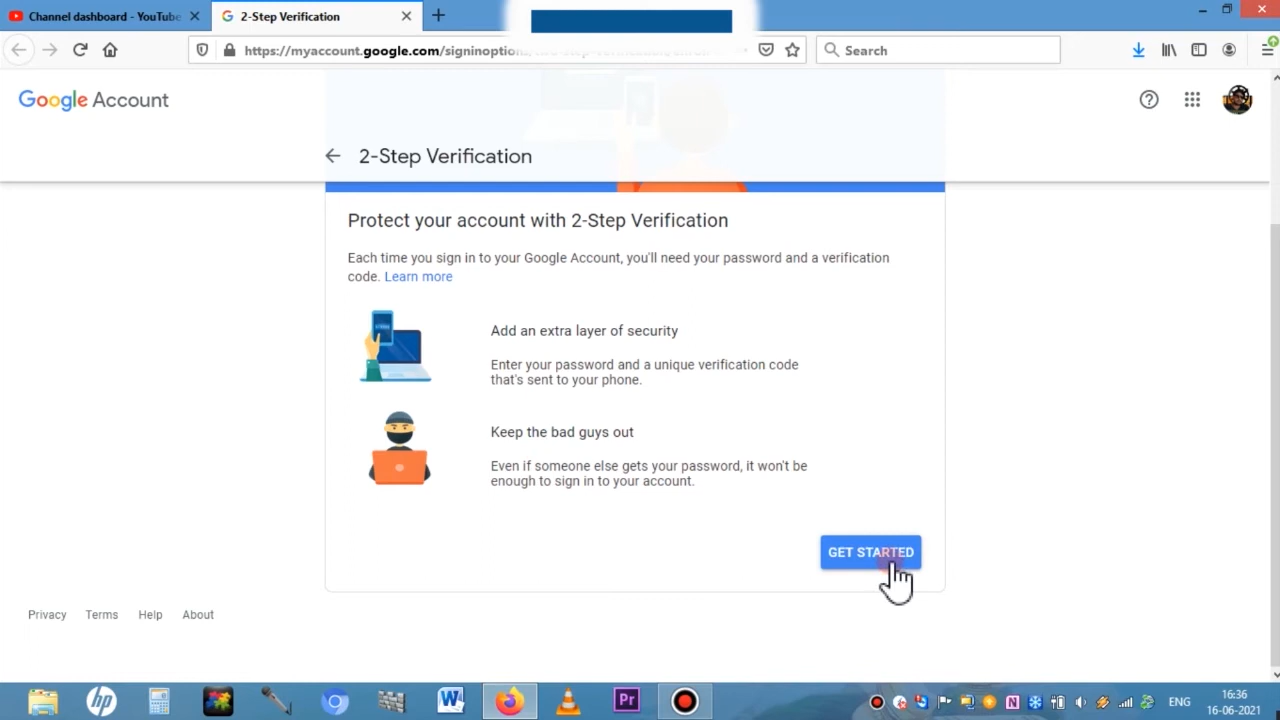 Channel dashboard - YouTube
2-Step Verification
https://myaccount.google.com/signinoption
Search
Google Account
2-Step Verification
Protect your account with 2-Step Verification
Each time you sign in to your Google Account, you'll need your password and a verification
code. Learn more
Add an extra layer of security
Enter your password and a unique verification code
that's sent to your phone.
Keep the bad guys out
Even if someone else gets your password, it won't be
enough to sign in to your account.
GET STARTED
Privacy Terms Help About
hp
W
Pr
N
ENG
16:36
16-06-2021